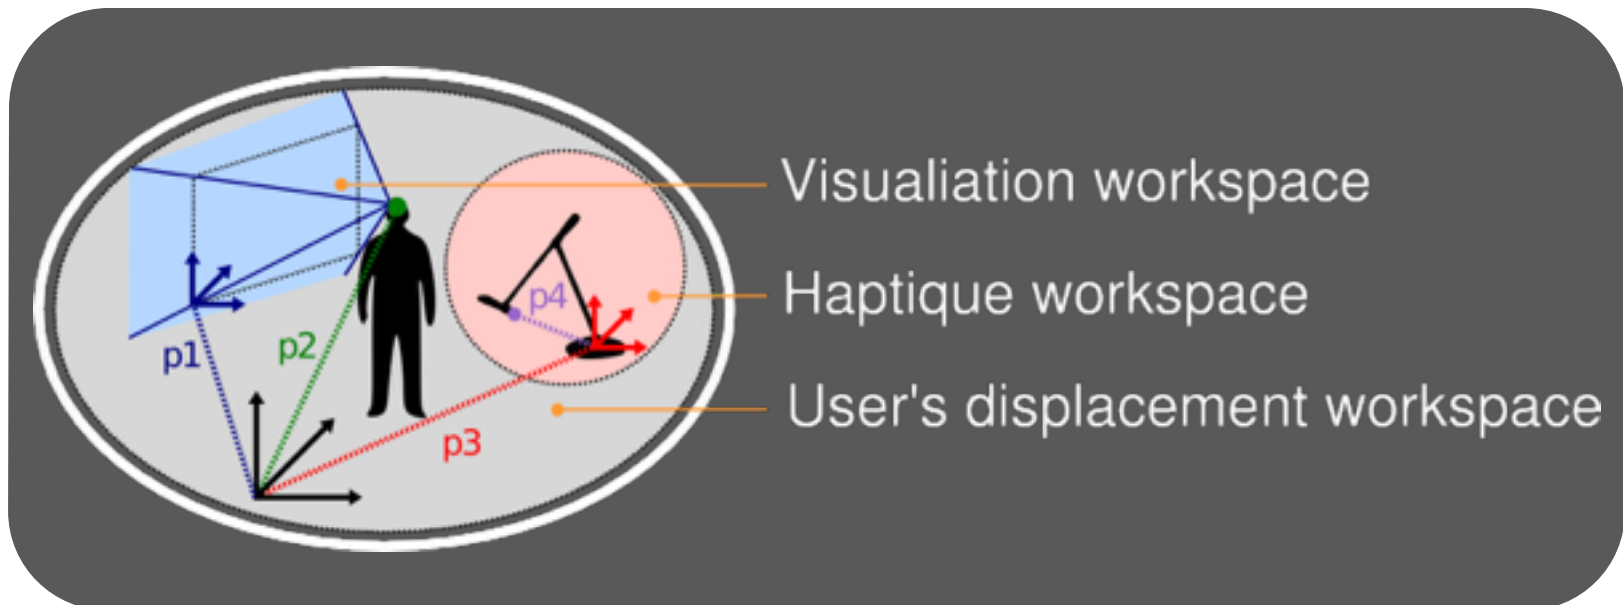 Visualiation workspace
p4
Haptique workspace
p1
p2
User's displacement workspace
p3